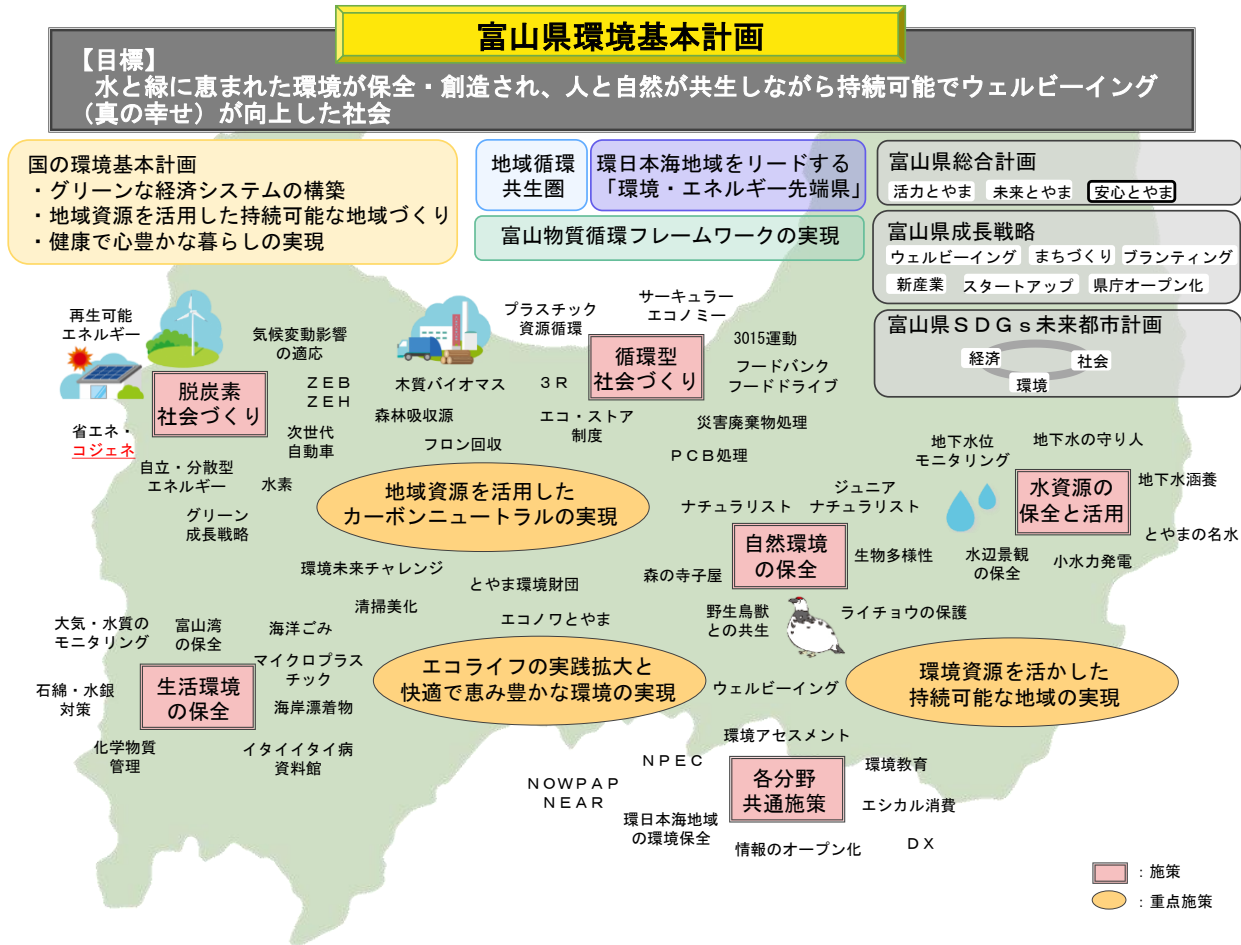 富山県環境基本計画
【目標】
水と緑に恵まれた環境が保全・創造され、人と自然が共生しながら持続可能でウェルビーイング
（真の幸せ）が向上した社会
国の環境基本計画
・グリーンな経済システムの構築
・地域資源を活用した持続可能な地域づくり
・健康で心豊かな暮らしの実現
地域循環
共生圏
環日本海地域をリードする
「環境・エネルギー先端県」
富山物質循環フレームワークの実現
富山県総合計画
活力とやま 未来とやま 安心とやま
富山県成長戦略
ウェルビーイング まちづくり ブランティング
新産業 スタートアップ 県庁オープン化
富山県ＳＤＧｓ未来都市計画
経済
社会
環境
再生可能
エネルギー
気候変動影響
の適応
脱炭素
社会づくり
ＺＥＢ
ＺＥＨ
省エネ・
コジェネ
次世代
自動車
自立・分散型
エネルギー
水素
グリーン
成長戦略
木質バイオマス
森林吸収源
フロン回収
プラスチック
資源循環
サーキュラー
エコノミー
循環型
社会づくり
３Ｒ
エコ・ストア
制度
3015運動
フードバンク
フードドライブ
災害廃棄物処理
ＰＣＢ処理
地域資源を活用した
カーボンニュートラルの実現
地下水位
モニタリング
地下水の守り人
水資源の
保全と活用
地下水涵養
とやまの名水
水辺景観
の保全
小水力発電
ナチュラリスト
ジュニア
ナチュラリスト
自然環境
の保全
生物多様性
森の寺子屋
野生鳥獣
との共生
ライチョウの保護
環境未来チャレンジ
とやま環境財団
清掃美化
エコノワとやま
エコライフの実践拡大と
快適で恵み豊かな環境の実現
ウェルビーイング
環境資源を活かした
持続可能な地域の実現
大気・水質の
モニタリング
富山湾
の保全
海洋ごみ
マイクロプラス
チック
生活環境
の保全
石綿・水銀
対策
海岸漂着物
化学物質
管理
イタイイタイ病
資料館
環境アセスメント
ＮＰＥＣ
各分野
共通施策
環境教育
ＮＯＷＰＡＰ
ＮＥＡＲ
エシカル消費
環日本海地域
の環境保全
情報のオープン化
ＤＸ
：施策
：重点施策